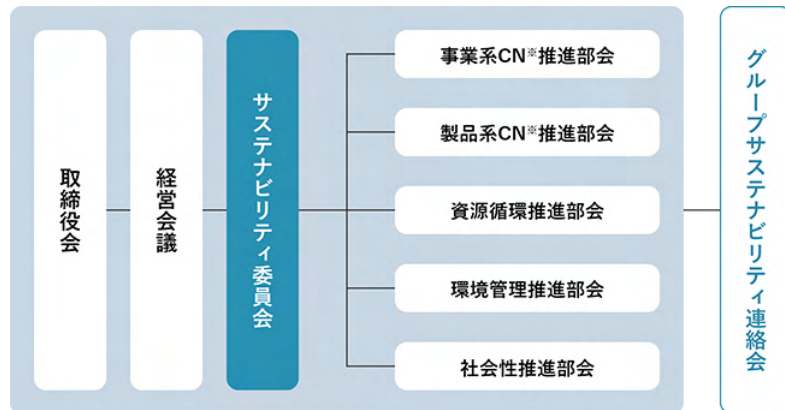 取締役会
経営会議
サステナビリティ委員会
事業系CN※推進部会
製品系CN※推進部会
資源循環推進部会
環境管理推進部会
社会性推進部会
グループサステナビリティ連絡会